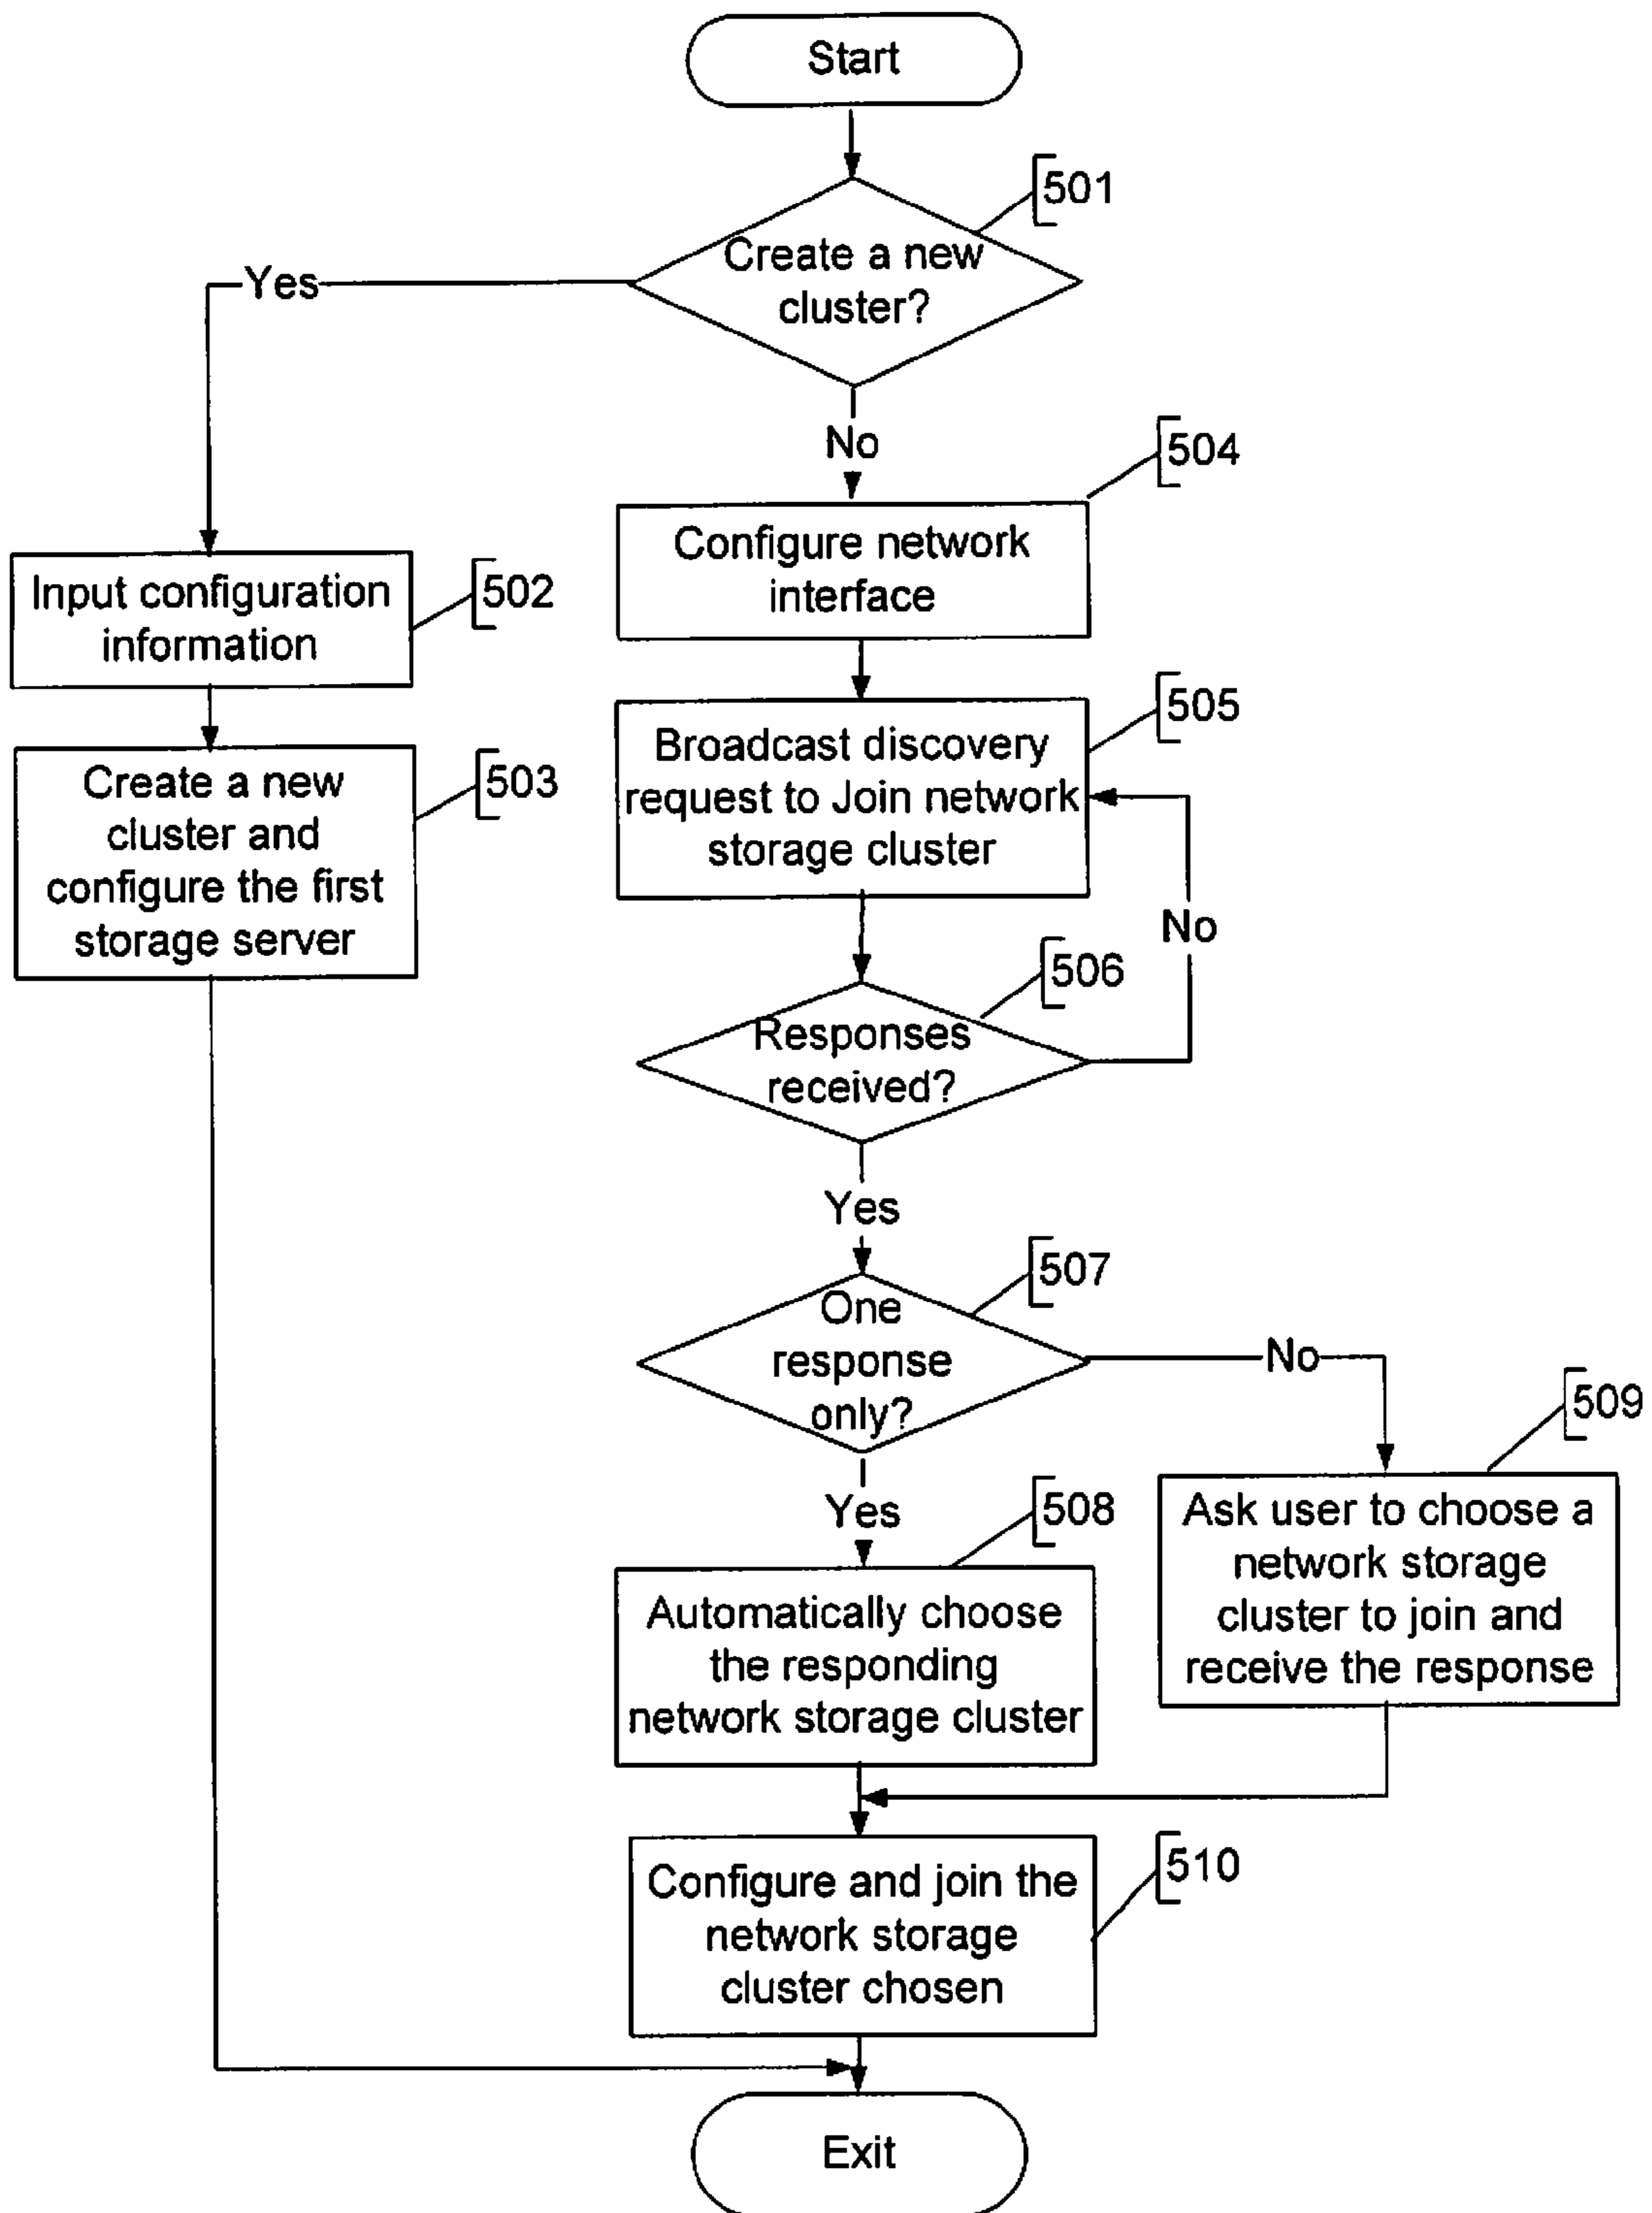 Start
501
Create a new
cluster?
Yes
No
504
Configure network
interface
Input configuration
information
502
505
Broadcast discovery
request to Join network
storage cluster
Create a new
cluster and
configure the first
storage server
503
No
506
Responses
received?
Yes
507
One
response
only?
No
509
Yes
508
Ask user to choose a
network storage
cluster to join and
receive the response
Automatically choose
the responding
network storage cluster
510
Configure and join the
network storage
cluster chosen
Exit